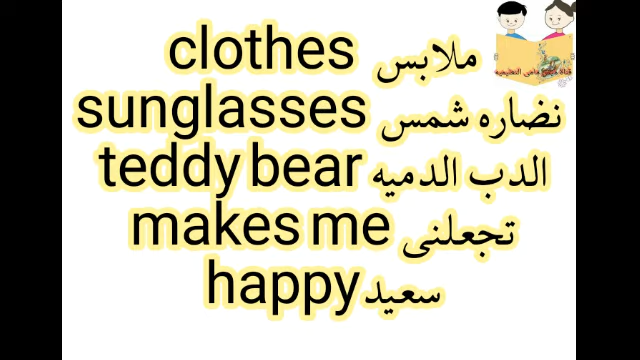 clothes ملابس
sunglasses نضاره شمس
teddy bear الدب الدميه
makes me تجعلنى
happy سعيد